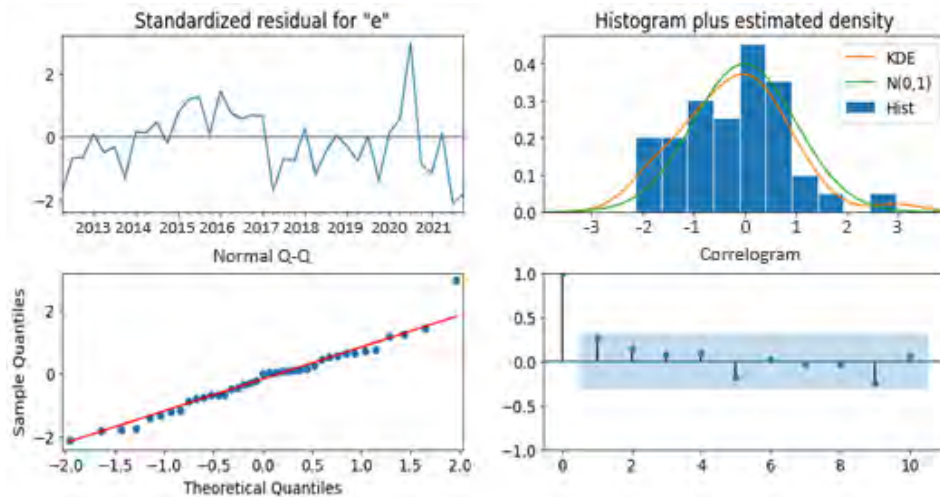 Standardized residual for "e"
2
0
−2
2013 2014 2015 2016 2017 2018 2019 2020 2021
Histogram plus estimated density
KDE
N(0,1)
Hist
0.4
0.3
0.2
0.1
0.0
−3 −2 −1 0 1 2 3
Normal Q-Q
Sample Quantiles
2
0
−2
−2.0 −1.5 −1.0 −0.5 0.0 0.5 1.0 1.5 2.0
Theoretical Quantiles
Correlogram
1.0
0.5
0.0
−0.5
−1.0
0 2 4 6 8 10